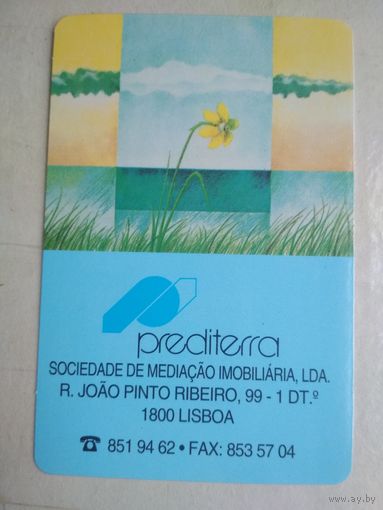 prediterra
SOCIEDADE DE MEDIAÇÃO IMOBILIÁRIA, LDA.
R. JOÃO PINTO RIBEIRO, 99 - 1 DT.º
1800 LISBOA
☎ 851 94 62 • FAX: 853 57 04
www.ay.by